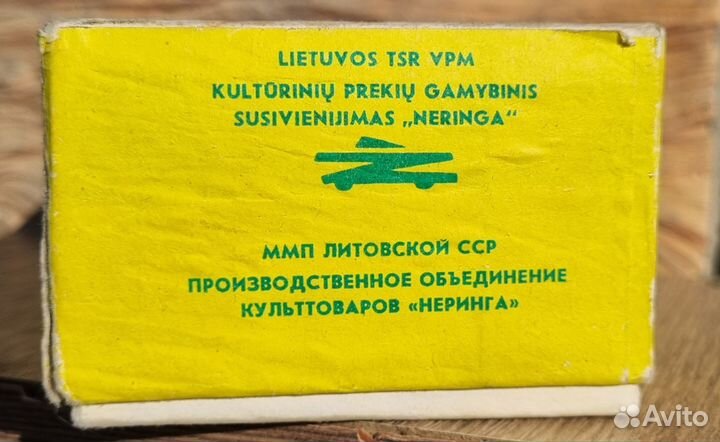 LIETUVOS TSR VPM
KULTŪRINIŲ PREKIŲ GAMYBINIS
SUSIVIENIJIMAS „NERINGA“
ММП ЛИТОВСКОЙ ССР
ПРОИЗВОДСТВЕННОЕ ОБЪЕДИНЕНИЕ
КУЛЬТТОВАРОВ «НЕРИНГА»
Avito